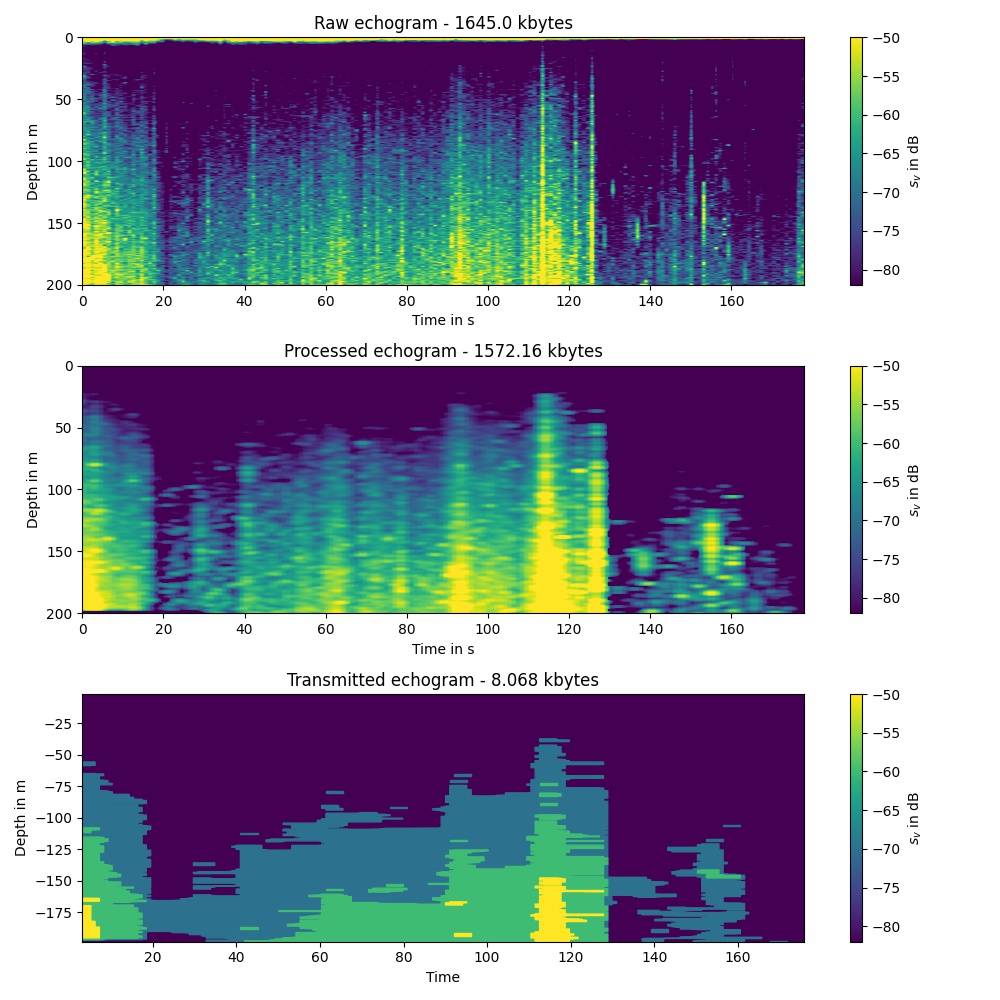 Raw echogram - 1645.0 kbytes
0
50
100
150
200
Depth in m
0 20 40 60 80 100 120 140 160
Time in s
−50
−55
−60
−65
−70
−75
−80
sv in dB
Processed echogram - 1572.16 kbytes
0
50
100
150
200
Depth in m
0 20 40 60 80 100 120 140 160
Time in s
−50
−55
−60
−65
−70
−75
−80
sv in dB
Transmitted echogram - 8.068 kbytes
−25
−50
−75
−100
−125
−150
−175
Depth in m
20 40 60 80 100 120 140 160
Time
−50
−55
−60
−65
−70
−75
−80
sv in dB